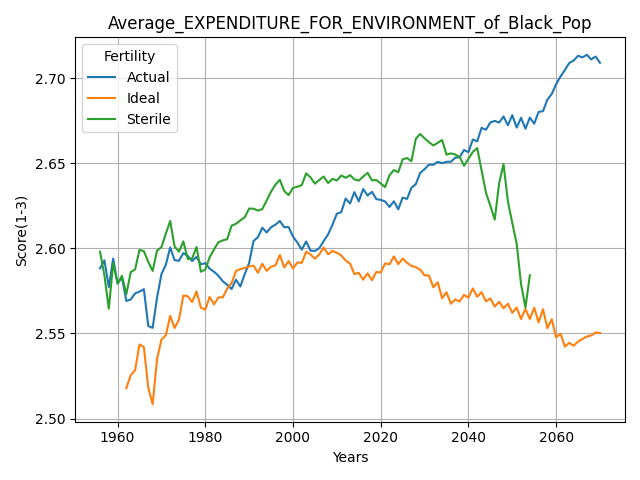 Average_EXPENDITURE_FOR_ENVIRONMENT_of_Black_Pop
Fertility
Actual
Ideal
Sterile
Score(1-3)
2.70
2.65
2.60
2.55
2.50
1960 1980 2000 2020 2040 2060
Years